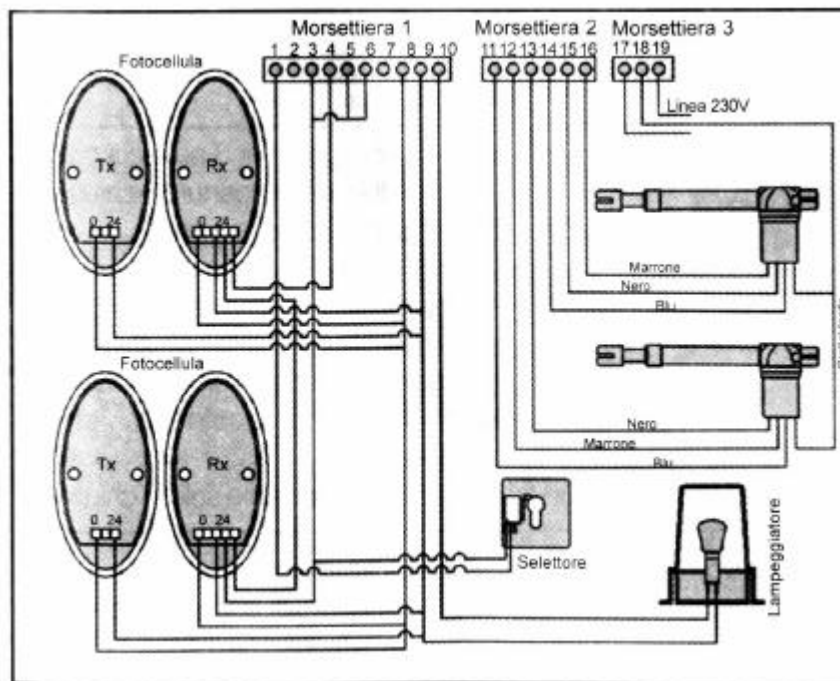 Morsettiera 1
Morsettiera 2
Morsettiera 3
1 2 3 4 5 6 7 8 9 10
11 12 13 14 15 16
17 18 19
Fotocellula
Linea 230V
Tx
Rx
0 24
0 24
Marrone
Nero
Blu
Fotocellula
Nero
Marrone
Blu
Tx
Rx
0 24
0 24
Selettore
Lampeggiatore